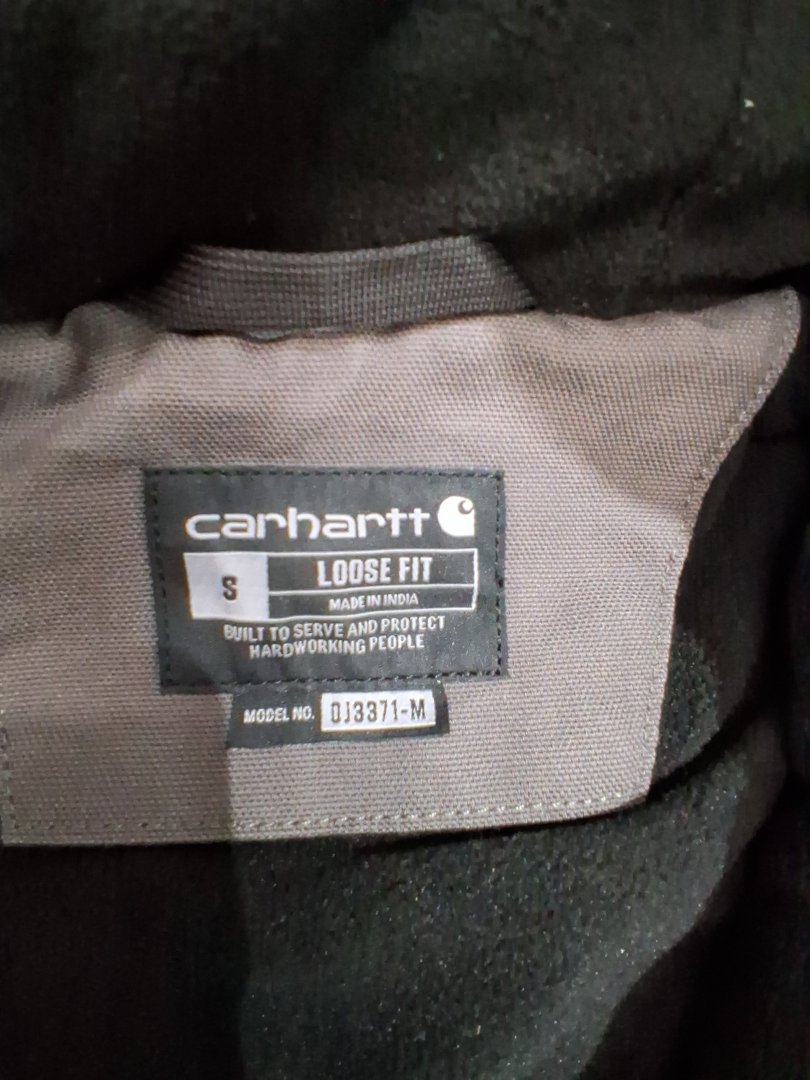 carhartt
S
LOOSE FIT
MADE IN INDIA
BUILT TO SERVE AND PROTECT
HARDWORKING PEOPLE
MODEL NO. OJ3371-M